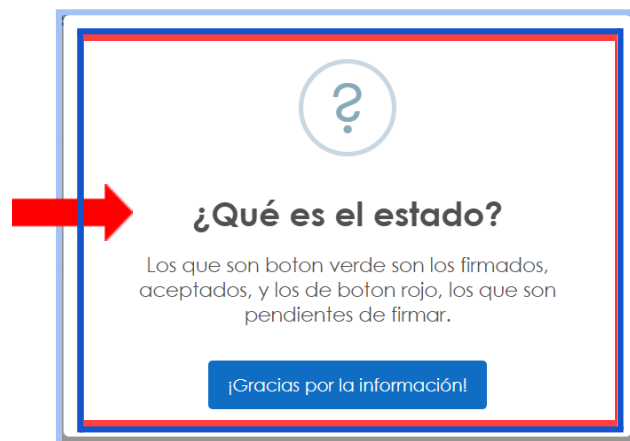 ?
¿Qué es el estado?
Los que son boton verde son los firmados,
aceptados, y los de boton rojo, los que son
pendientes de firmar.
¡Gracias por la información!